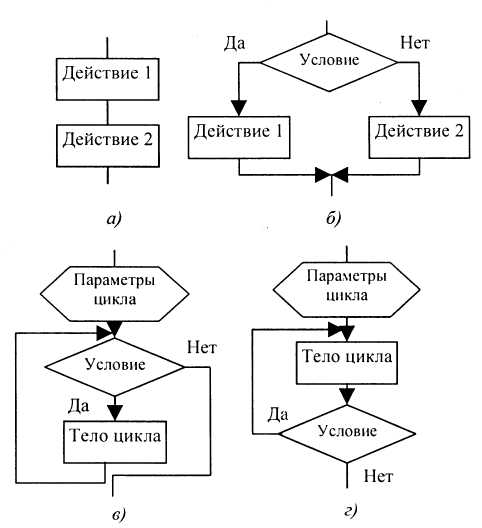 Действие 1
Действие 2
а)
Да
Условие
Нет
Действие 1
Действие 2
б)
Параметры
цикла
Условие
Нет
Да
Тело цикла
в)
Параметры
цикла
Тело цикла
Да
Условие
Нет
г)